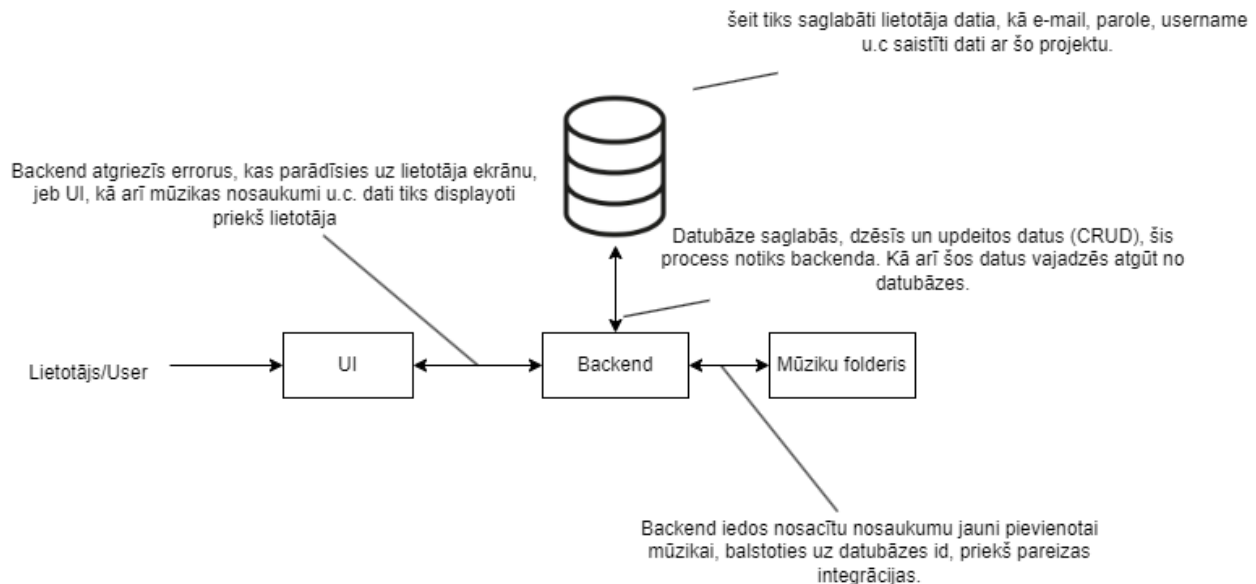 šeit tiks saglabāti lietotāja datia, kā e-mail, parole, username
u.c saistīti dati ar šo projektu.
Backend atgriezīs errorus, kas parādīsies uz lietotāja ekrānu,
jeb UI, kā arī mūzikas nosaukumi u.c. dati tiks displayoti
priekš lietotāja
Datubāze saglabās, dzēsīs un updeitos datus (CRUD), šis
process notiks backenda. Kā arī šos datus vajadzēs atgūt no
datubāzes.
Lietotājs/User
UI
Backend
Mūziku folderis
Backend iedos nosacītu nosaukumu jauni pievienotai
mūzikai, balstoties uz datubāzes id, priekš pareizas
integrācijas.